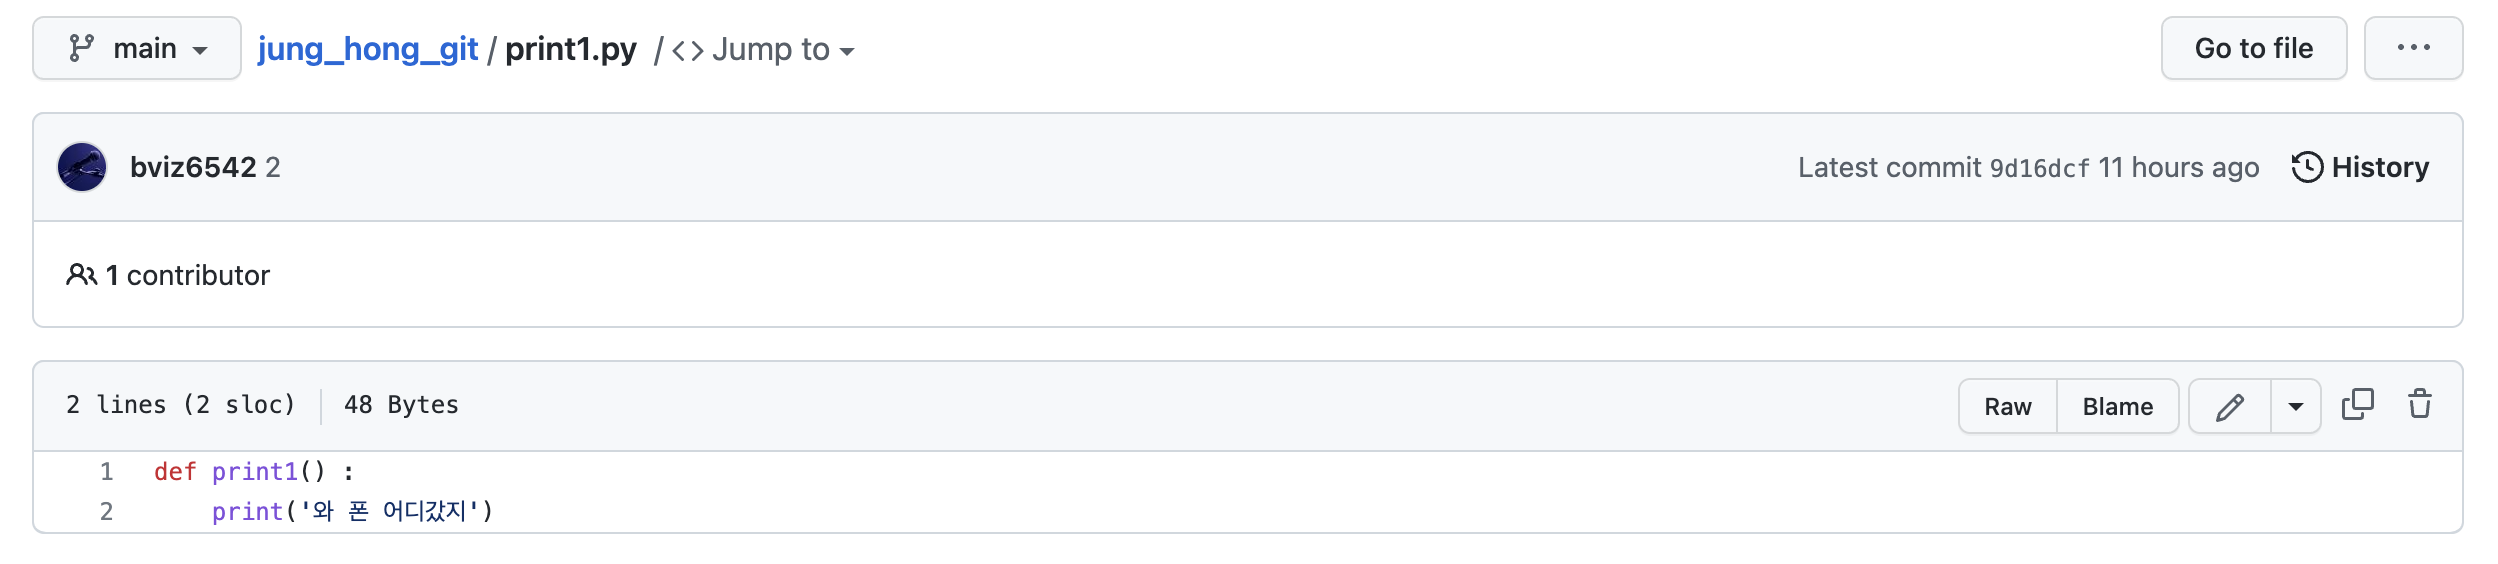 main jung_hong_git / print1.py / <> Jump to Go to file ...
bviz6542 2 Latest commit 9d16dcf 11 hours ago History
1 contributor
2 lines (2 sloc) 48 Bytes Raw Blame
1 def print1() :
2 print('와 폰 어디갔지')